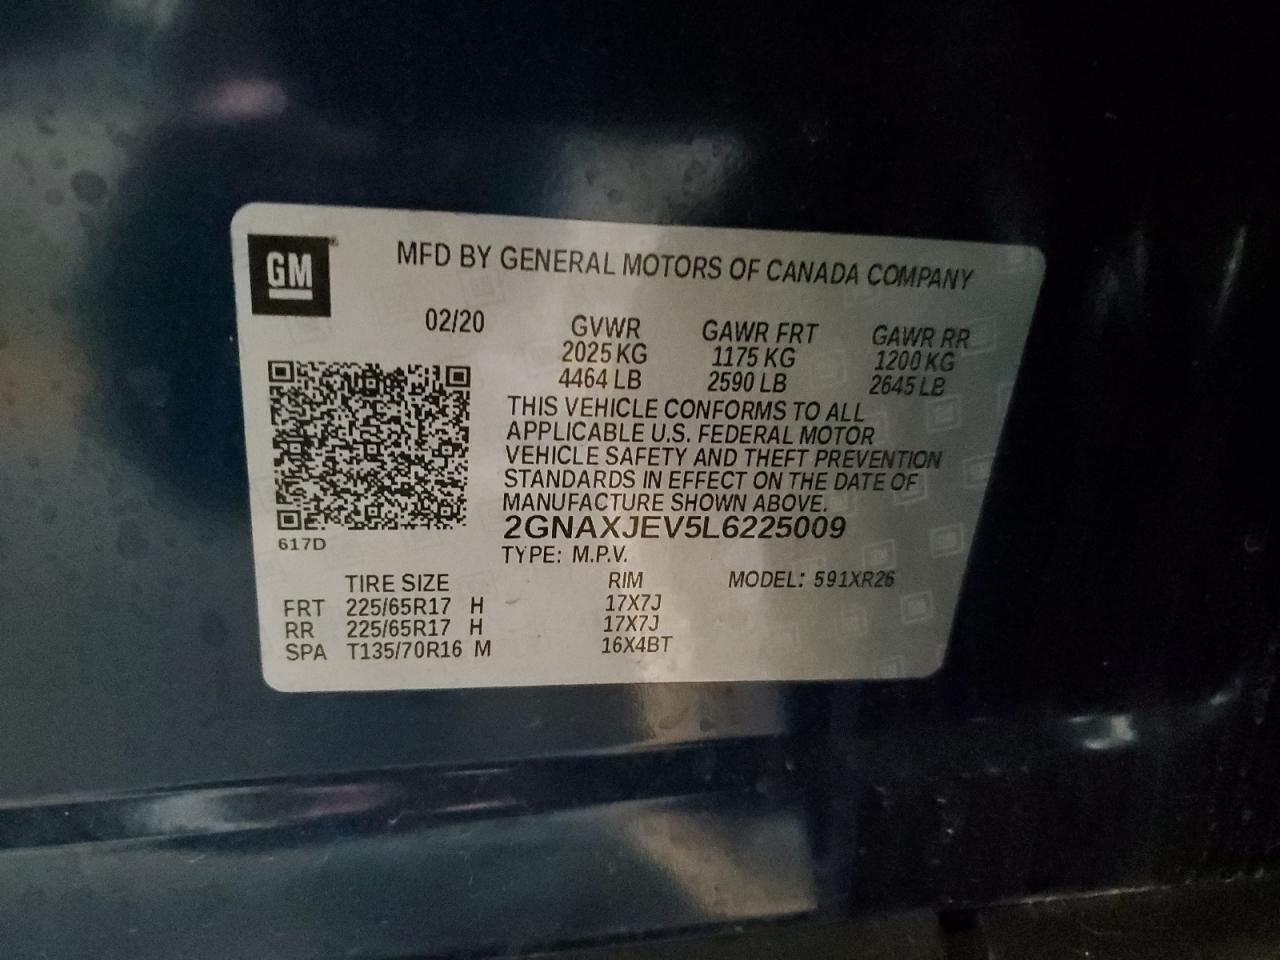 GM
MFD BY GENERAL MOTORS OF CANADA COMPANY
02/20
GVWR GAWR FRT GAWR RR
2025 KG 1175 KG 1200 KG
4464 LB 2590 LB 2645 LB
THIS VEHICLE CONFORMS TO ALL
APPLICABLE U.S. FEDERAL MOTOR
VEHICLE SAFETY AND THEFT PREVENTION
STANDARDS IN EFFECT ON THE DATE OF
MANUFACTURE SHOWN ABOVE.
2GNAXJEV5L6225009
617D
TYPE: M.P.V.
TIRE SIZE RIM MODEL: 591XR26
FRT 225/65R17 H 17X7J
RR 225/65R17 H 17X7J
SPA T135/70R16 M 16X4BT